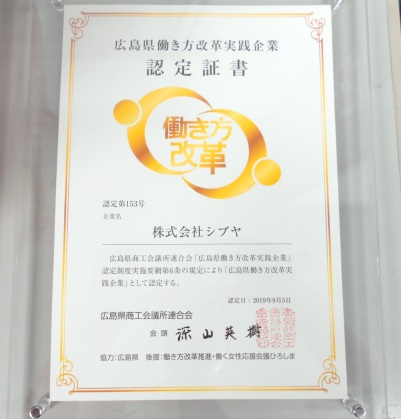 広島県働き方改革実践企業
認定証書
働き方
改革
認定第153号
企業名
株式会社シブヤ
広島県商工会議所連合会「広島県働き方改革実践企業」
認定制度実施要綱第6条の規定により「広島県働き方改革実
践企業」として認定する。
認定日：2019年9月5日
広島県商工会議所連合会
会頭 深山英樹
協力：広島県 後援：働き方改革推進・働く女性応援会議ひろしま